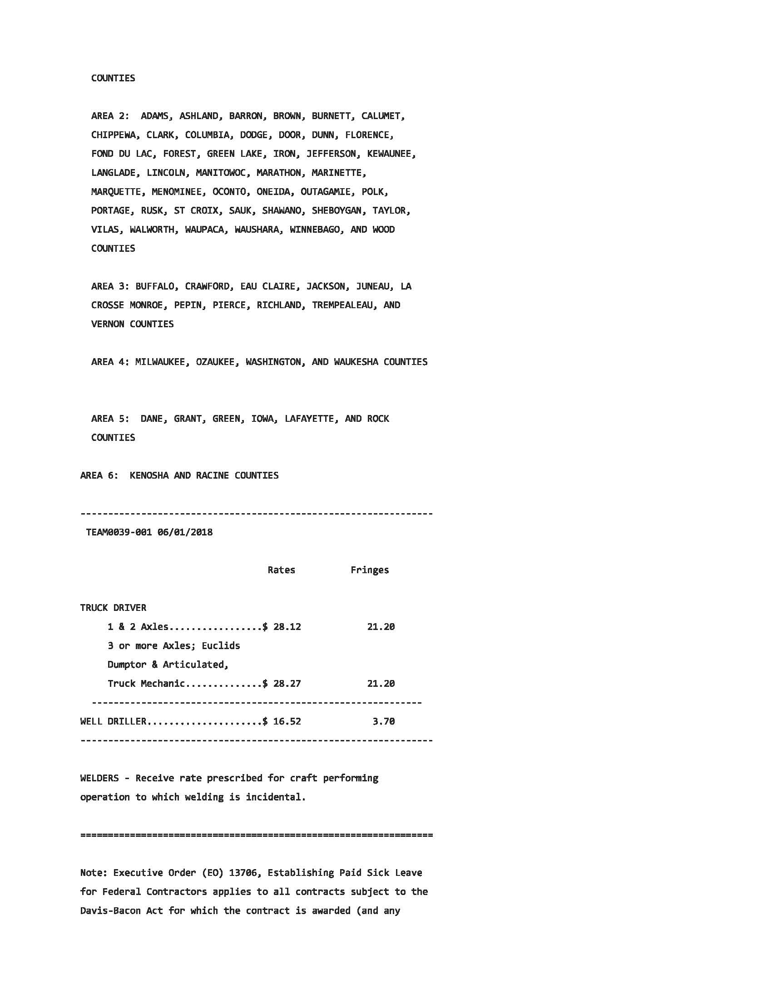 COUNTIES
AREA 2:  ADAMS, ASHLAND, BARRON, BROWN, BURNETT, CALUMET,
CHIPPEWA, CLARK, COLUMBIA, DODGE, DOOR, DUNN, FLORENCE,
FOND DU LAC, FOREST, GREEN LAKE, IRON, JEFFERSON, KEWAUNEE,
LANGLADE, LINCOLN, MANITOWOC, MARATHON, MARINETTE,
MARQUETTE, MENOMINEE, OCONTO, ONEIDA, OUTAGAMIE, POLK,
PORTAGE, RUSK, ST CROIX, SAUK, SHAWANO, SHEBOYGAN, TAYLOR,
VILAS, WALWORTH, WAUPACA, WAUSHARA, WINNEBAGO, AND WOOD
COUNTIES
AREA 3: BUFFALO, CRAWFORD, EAU CLAIRE, JACKSON, JUNEAU, LA
CROSSE MONROE, PEPIN, PIERCE, RICHLAND, TREMPEALEAU, AND
VERNON COUNTIES
AREA 4: MILWAUKEE, OZAUKEE, WASHINGTON, AND WAUKESHA COUNTIES
AREA 5:  DANE, GRANT, GREEN, IOWA, LAFAYETTE, AND ROCK
COUNTIES
AREA 6:  KENOSHA AND RACINE COUNTIES
----------------------------------------------------------------
TEAM0039-001 06/01/2018
Rates          Fringes
TRUCK DRIVER
1 & 2 Axles.................$ 28.12            21.20
3 or more Axles; Euclids
Dumptor & Articulated,
Truck Mechanic..............$ 28.27            21.20
------------------------------------------------------------
WELL DRILLER.....................$ 16.52             3.70
----------------------------------------------------------------
WELDERS - Receive rate prescribed for craft performing
operation to which welding is incidental.
================================================================
Note: Executive Order (EO) 13706, Establishing Paid Sick Leave
for Federal Contractors applies to all contracts subject to the
Davis-Bacon Act for which the contract is awarded (and any